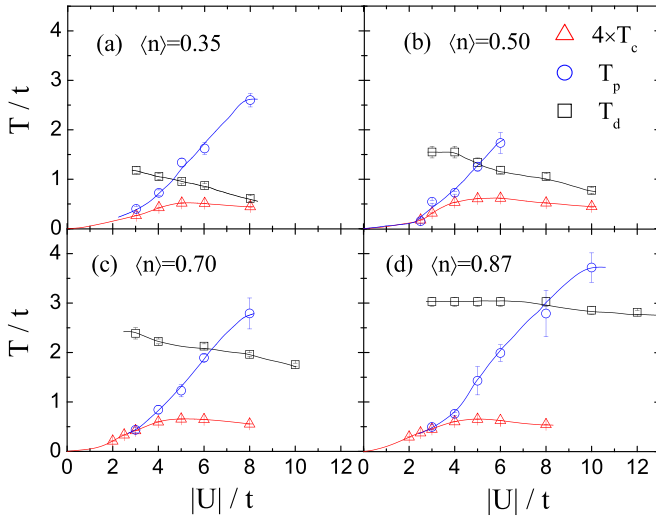 (a) ⟨n⟩=0.35
(b) ⟨n⟩=0.50
4×T_c
T_p
T_d
T / t
4
3
2
1
0
(c) ⟨n⟩=0.70
(d) ⟨n⟩=0.87
T / t
4
3
2
1
0
0 2 4 6 8 10 12
0 2 4 6 8 10 12
|U| / t
|U| / t